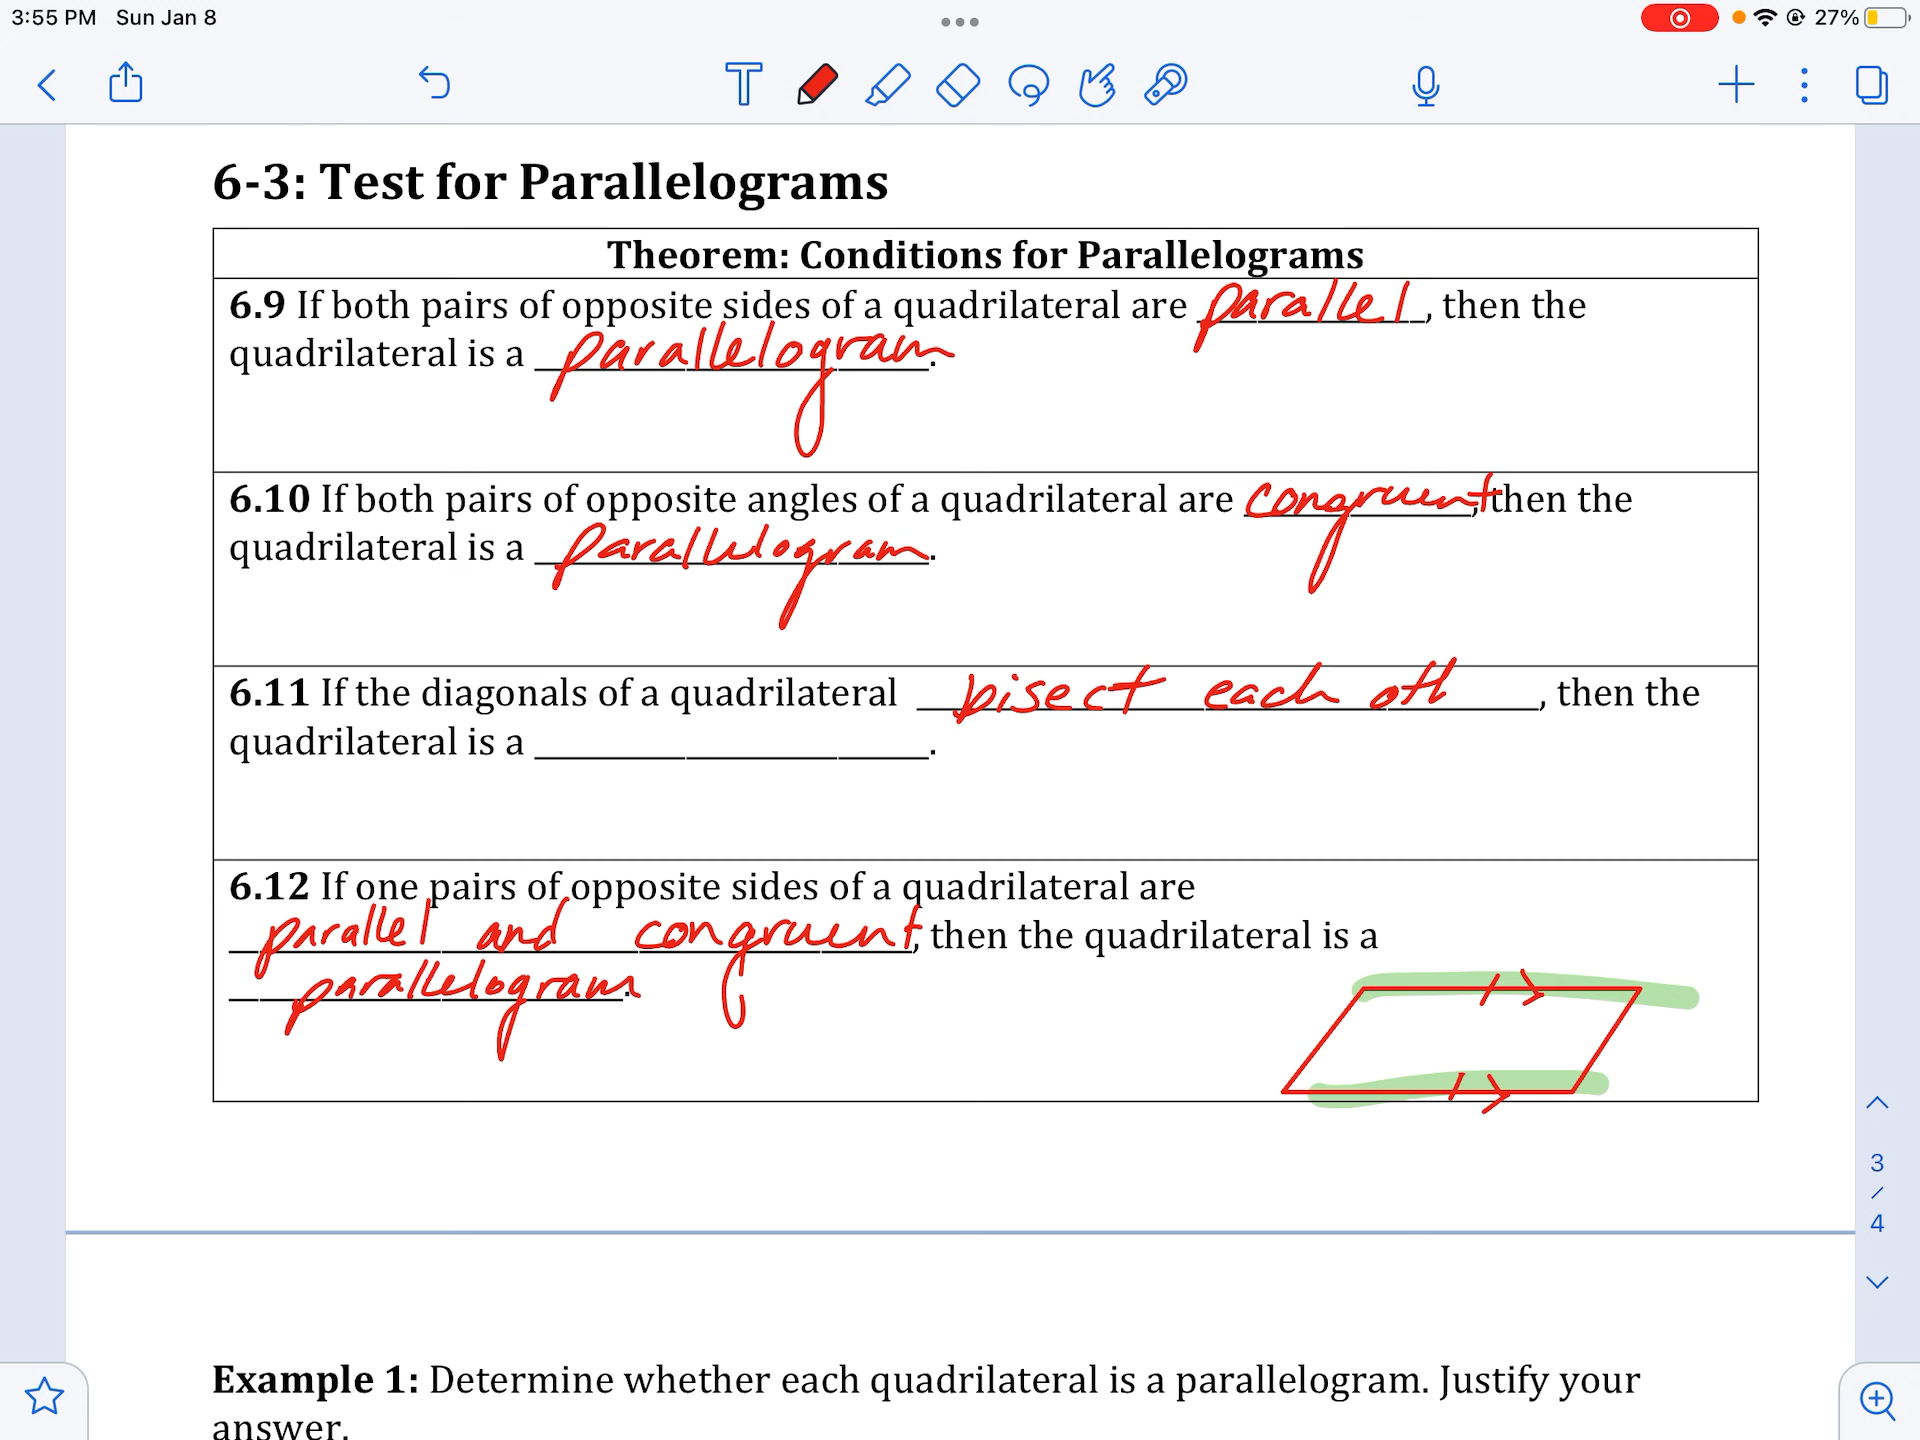 3:55 PM Sun Jan 8
27%
6-3: Test for Parallelograms
Theorem: Conditions for Parallelograms
6.9 If both pairs of opposite sides of a quadrilateral are parallel, then the
quadrilateral is a parallelogram.
6.10 If both pairs of opposite angles of a quadrilateral are congruent, then the
quadrilateral is a parallelogram.
6.11 If the diagonals of a quadrilateral bisect each oth, then the
quadrilateral is a ____________.
6.12 If one pairs of opposite sides of a quadrilateral are
parallel and congruent, then the quadrilateral is a
parallelogram.
3
/
4
Example 1: Determine whether each quadrilateral is a parallelogram. Justify your
answer.